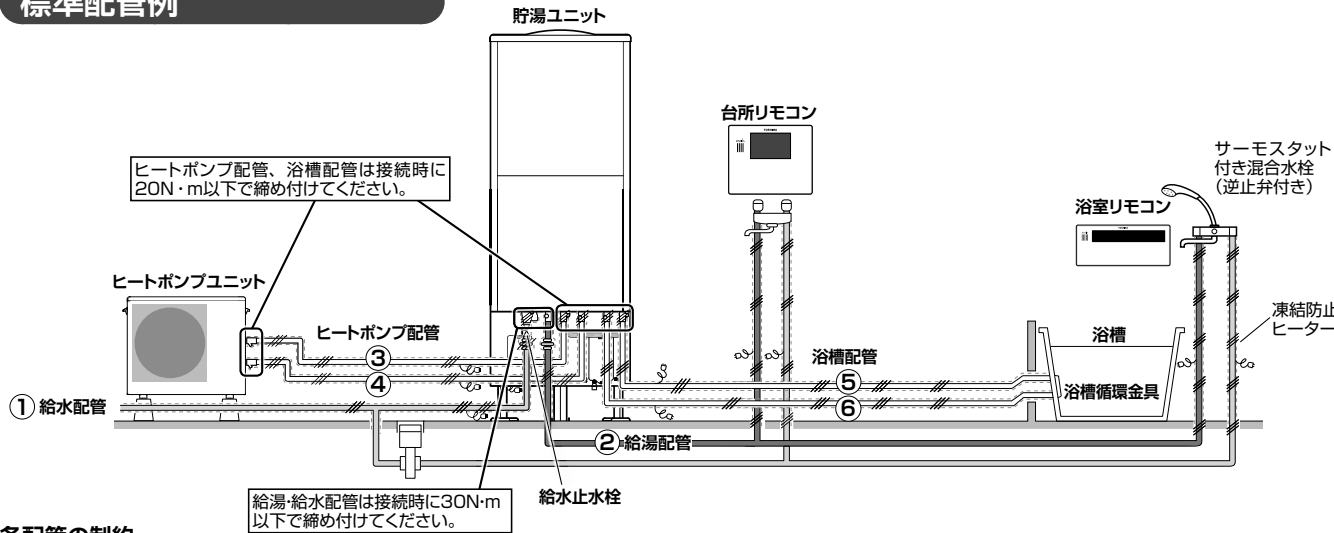 標準配管例
貯湯ユニット
台所リモコン
サーモスタット
付き混合水栓
(逆止弁付き)
ヒートポンプ配管、浴槽配管は接続時に
20N・m以下で締め付けてください。
浴室リモコン
ヒートポンプユニット
凍結防止
ヒーター
ヒートポンプ配管
浴槽
浴槽配管
③
④
⑤
⑥
浴槽循環金具
① 給水配管
②給湯配管
給水止水栓
給湯・給水配管は接続時に30N・m
以下で締め付けてください。
各配管の制約